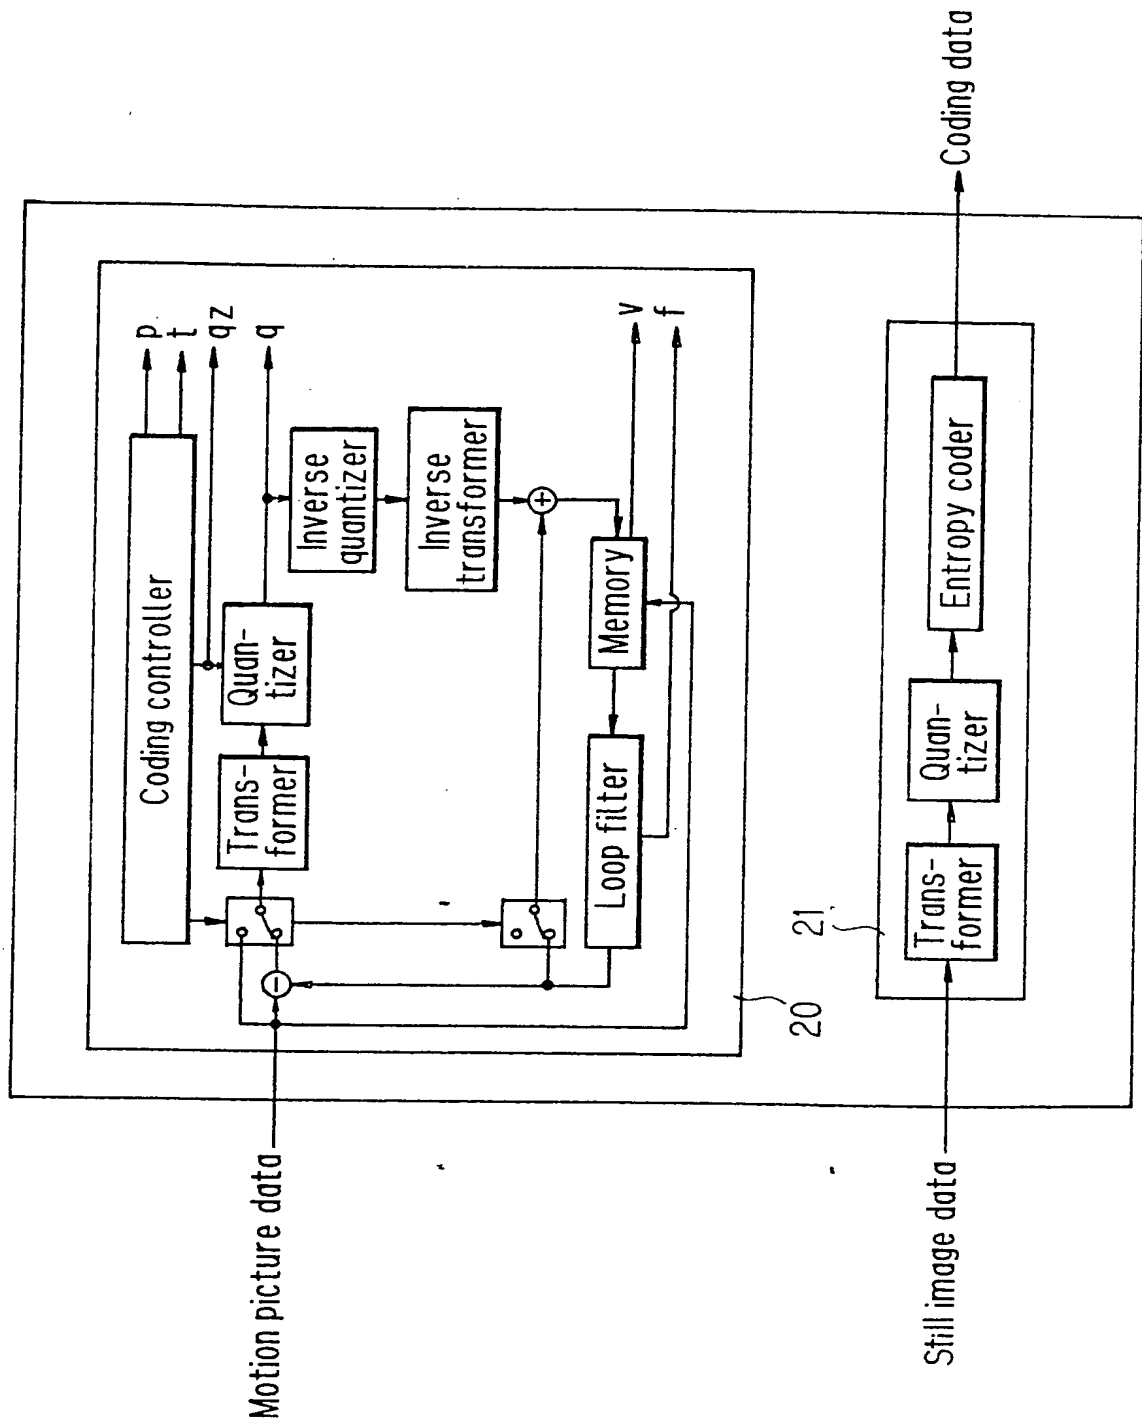 Motion picture data
Coding controller
p
t
qz
q
Trans-
former
Quan-
tizer
Inverse
quantizer
Inverse
transformer
+
-
Memory
Loop filter
v
f
20
Still image data
21
Trans-
former
Quan-
tizer
Entropy coder
Coding data